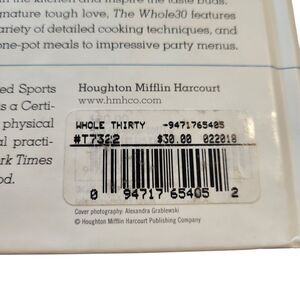 in the kitchen and inspire the taste buds.
nature tough love, The Whole30 features
variety of detailed cooking techniques, and
one-pot meals to impressive party menus.
ed Sports
s a Certi-
physical
al practi-
rk Times
od.
Houghton Mifflin Harcourt
www.hmhco.com
WHOLE THIRTY -9471765405
#T7322 $30.00 022018
0 94717 65405 2
Cover photography: Alexandra Grablewski
© Houghton Mifflin Harcourt Publishing Company